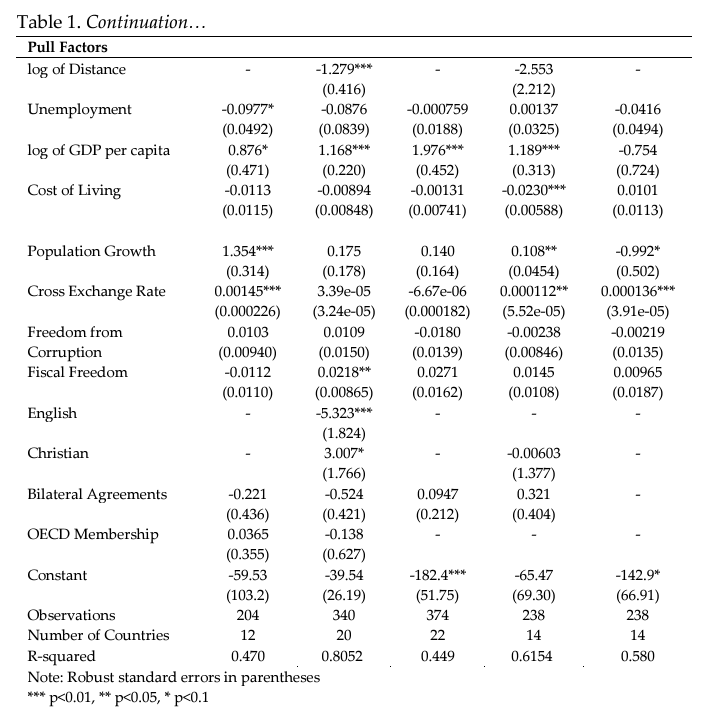 Table 1. Continuation…
Pull Factors
log of Distance - -1.279*** - -2.553 -
(0.416) (2.212)
Unemployment -0.0977* -0.0876 -0.000759 0.00137 -0.0416
(0.0492) (0.0839) (0.0188) (0.0325) (0.0494)
log of GDP per capita 0.876* 1.168*** 1.976*** 1.189*** -0.754
(0.471) (0.220) (0.452) (0.313) (0.724)
Cost of Living -0.0113 -0.00894 -0.00131 -0.0230*** 0.0101
(0.0115) (0.00848) (0.00741) (0.00588) (0.0113)
Population Growth 1.354*** 0.175 0.140 0.108** -0.992*
(0.314) (0.178) (0.164) (0.0454) (0.502)
Cross Exchange Rate 0.00145*** 3.39e-05 -6.67e-06 0.000112** 0.000136***
(0.000226) (3.24e-05) (0.000182) (5.52e-05) (3.91e-05)
Freedom from 0.0103 0.0109 -0.0180 -0.00238 -0.00219
Corruption (0.00940) (0.0150) (0.0139) (0.00846) (0.0135)
Fiscal Freedom -0.0112 0.0218** 0.0271 0.0145 0.00965
(0.0110) (0.00865) (0.0162) (0.0108) (0.0187)
English - -5.323*** - - -
(1.824)
Christian - 3.007* - -0.00603 -
(1.766) (1.377)
Bilateral Agreements -0.221 -0.524 0.0947 0.321 -
(0.436) (0.421) (0.212) (0.404)
OECD Membership 0.0365 -0.138 - - -
(0.355) (0.627)
Constant -59.53 -39.54 -182.4*** -65.47 -142.9*
(103.2) (26.19) (51.75) (69.30) (66.91)
Observations 204 340 374 238 238
Number of Countries 12 20 22 14 14
R-squared 0.470 0.8052 0.449 0.6154 0.580
Note: Robust standard errors in parentheses
*** p<0.01, ** p<0.05, * p<0.1